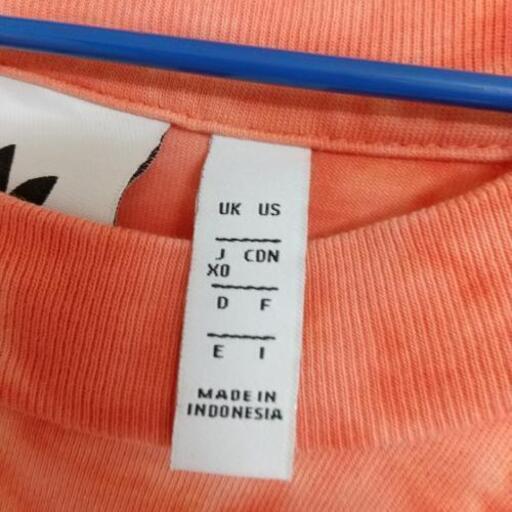 UK US
J CDN
XO
D F
E I
MADE IN
INDONESIA